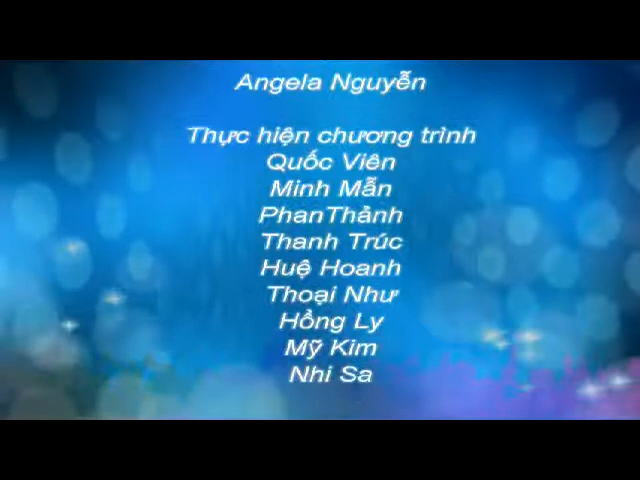 Angela Nguyễn
Thực hiện chương trình
Quốc Viên
Minh Mẫn
PhanThành
Thanh Trúc
Huệ Hoanh
Thoại Như
Hồng Ly
Mỹ Kim
Nhi Sa